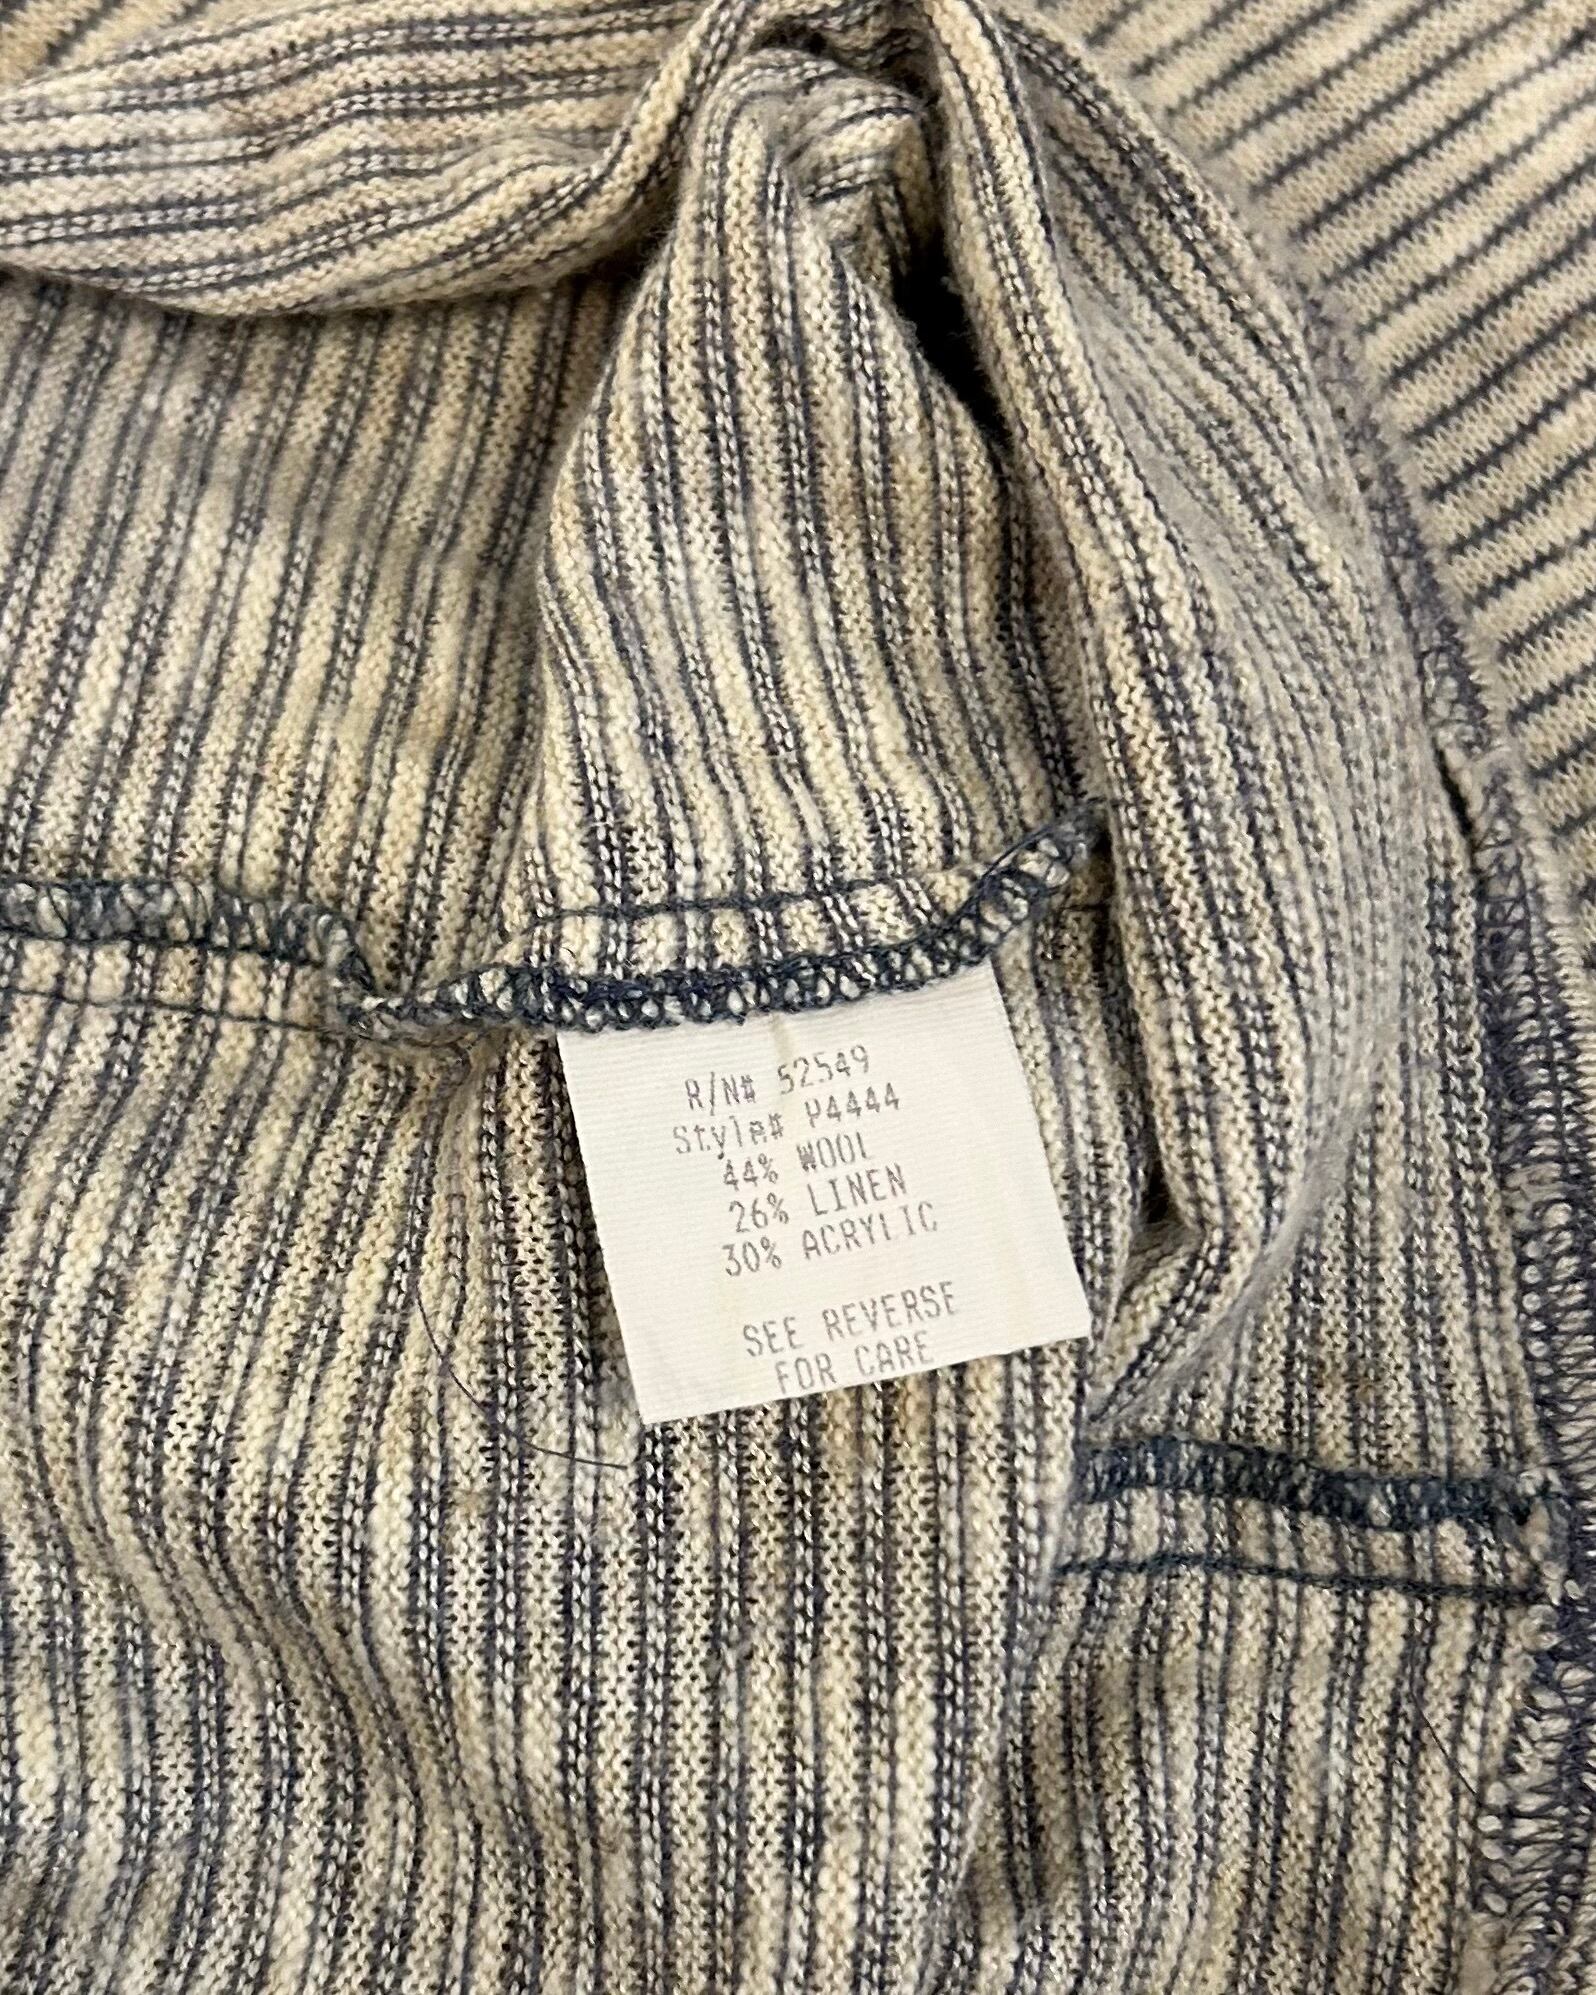 R/N# 52549
Style# P4444
44% WOOL
26% LINEN
30% ACRYLIC
SEE REVERSE
FOR CARE